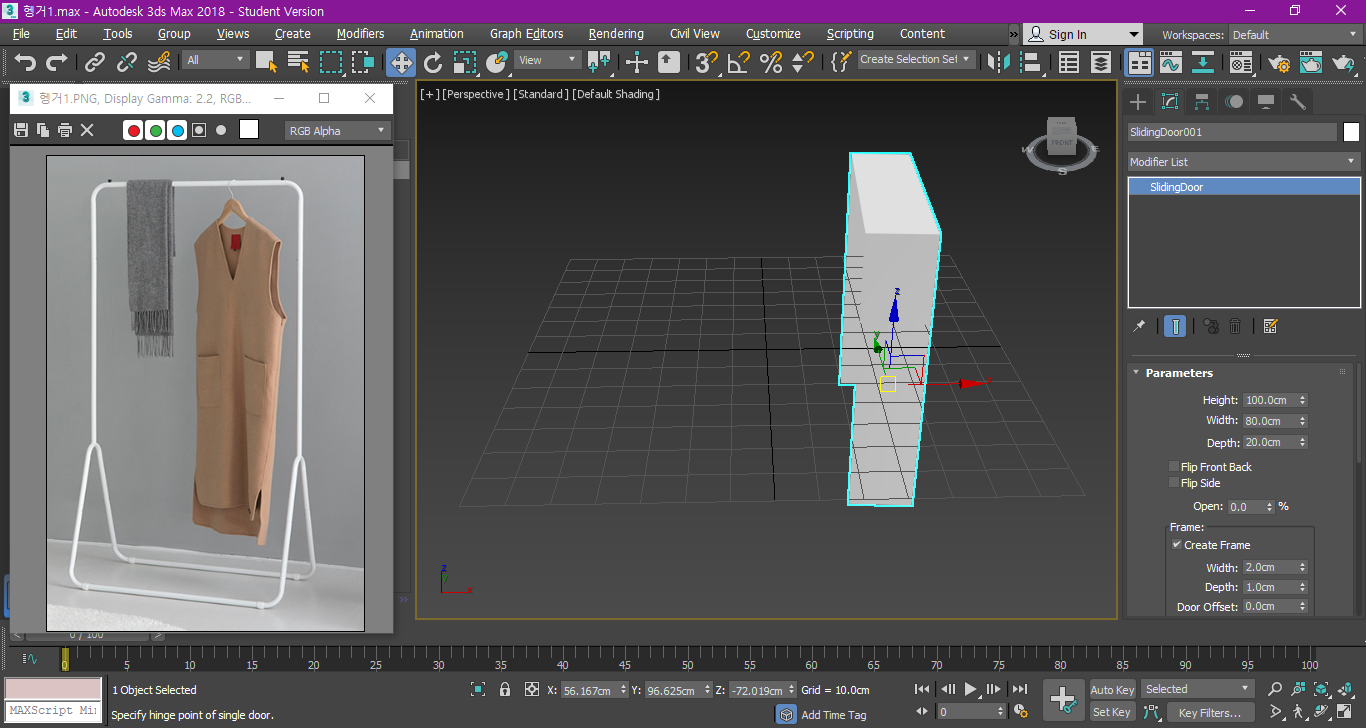 행거1.max - Autodesk 3ds Max 2018 - Student Version
File Edit Tools Group Views Create Modifiers Animation Graph Editors Rendering Civil View Customize Scripting Content » Sign In Workspaces: Default
All View Create Selection Set
행거1.PNG, Display Gamma: 2.2, RGB...
RGB Alpha
[+] [Perspective ] [Standard ] [Default Shading ]
FRONT
W E
S
z
y
x
z
y
x
SlidingDoor001
Modifier List
SlidingDoor
Parameters
Height: 100.0cm
Width: 80.0cm
Depth: 20.0cm
Flip Front Back
Flip Side
Open: 0.0 %
Frame:
Create Frame
Width: 2.0cm
Depth: 1.0cm
Door Offset: 0.0cm
< 0 / 100 >
0 5 10 15 20 25 30 35 40 45 50 55 60 65 70 75 80 85 90 95 100
1 Object Selected X: 56.167cm Y: 96.625cm Z: -72.019cm Grid = 10.0cm Auto Key Selected
MAXScript Mi Specify hinge point of single door. Add Time Tag 0 Set Key Key Filters...